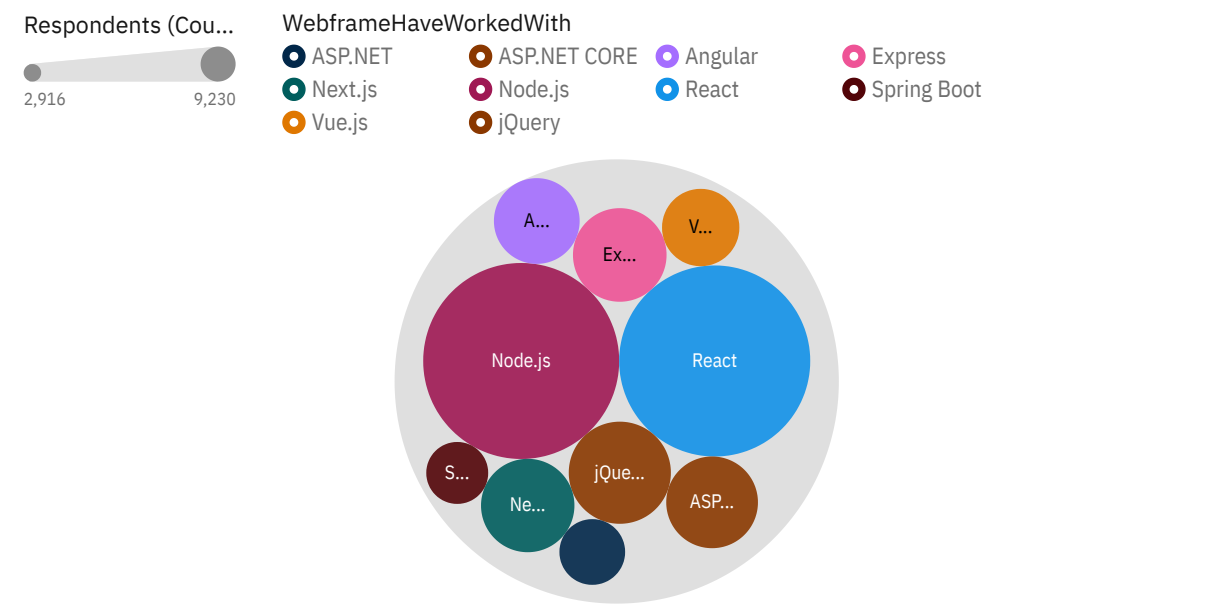 Respondents (Cou...
2,916 9,230
WebframeHaveWorkedWith
ASP.NET ASP.NET CORE Angular Express
Next.js Node.js React Spring Boot
Vue.js jQuery
A...
V...
Ex...
Node.js React
S...
jQue...
Ne...
ASP...